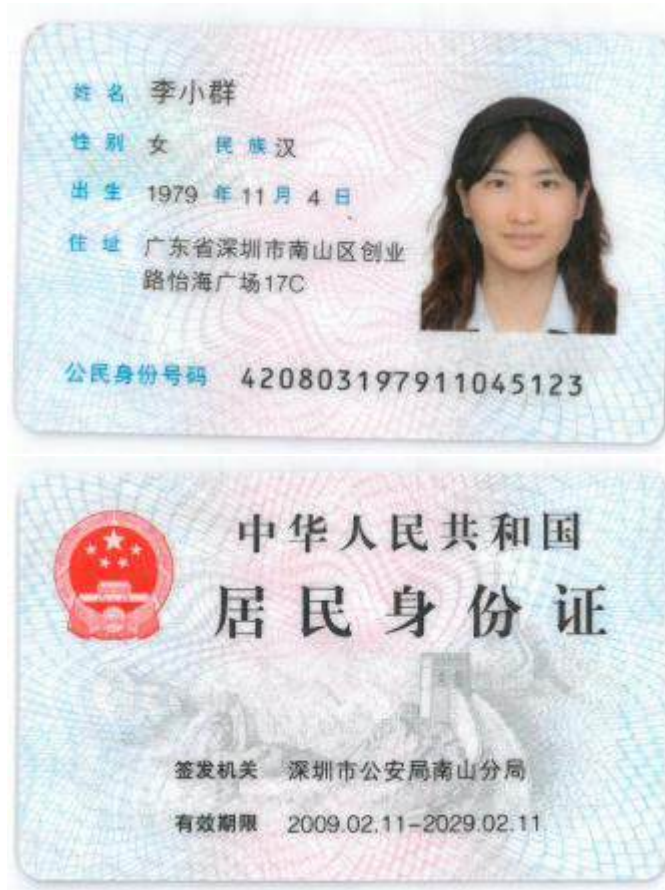 姓名 李小群
性别 女 民族 汉
出生 1979 年 11 月 4 日
住址 广东省深圳市南山区创业
路怡海广场17C
公民身份号码 420803197911045123
中华人民共和国
居民身份证
签发机关 深圳市公安局南山分局
有效期限 2009.02.11-2029.02.11